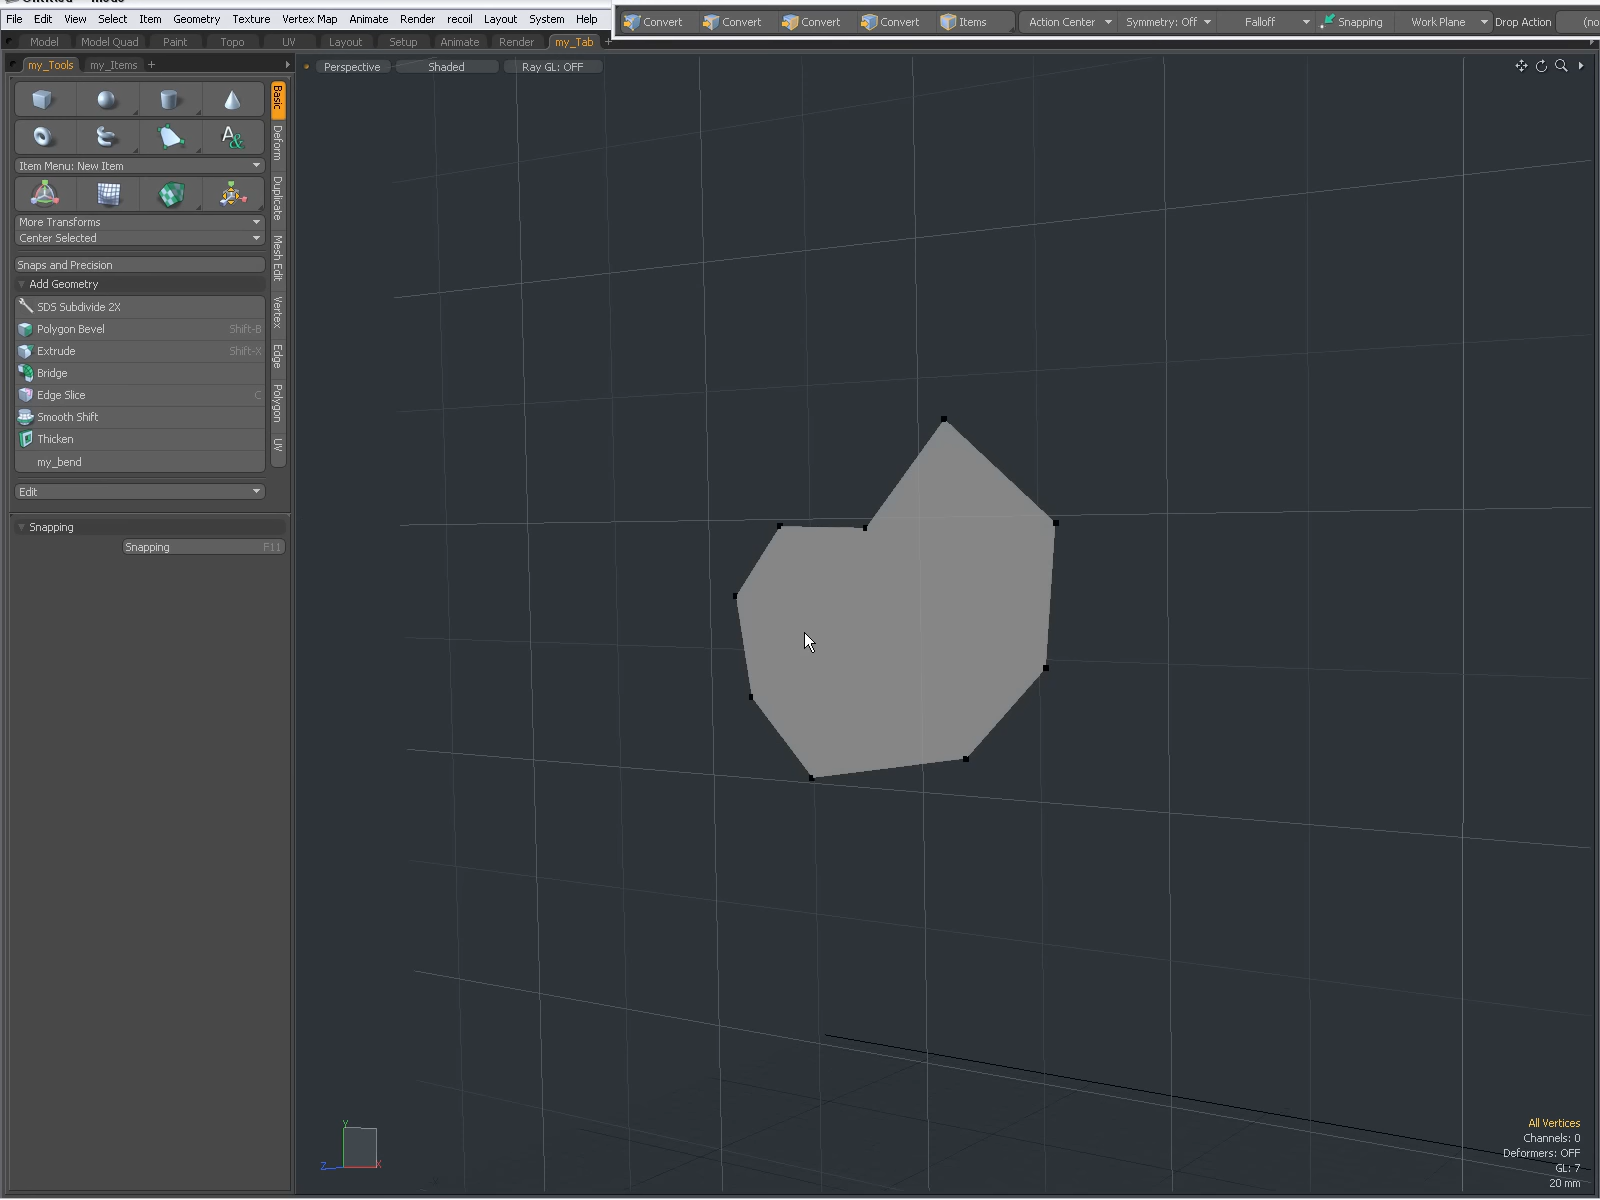 File Edit View Select Item Geometry Texture Vertex Map Animate Render recoil Layout System Help
Convert Convert Convert Convert Items Action Center Symmetry: Off Falloff Snapping Work Plane Drop Action (no
Model Model Quad Paint Topo UV Layout Setup Animate Render my_Tab +
my_Tools my_Items +
Perspective Shaded Ray GL: OFF
Basic
Deform
Duplicate
Mesh Edit
Vertex
Edge
Polygon
UV
A&
Item Menu: New Item
More Transforms
Center Selected
Snaps and Precision
Add Geometry
SDS Subdivide 2X
Polygon Bevel Shift-B
Extrude Shift-X
Bridge
Edge Slice C
Smooth Shift
Thicken
my_bend
Edit
Snapping
Snapping F11
Y
Z X
All Vertices
Channels: 0
Deformers: OFF
GL: 7
20 mm